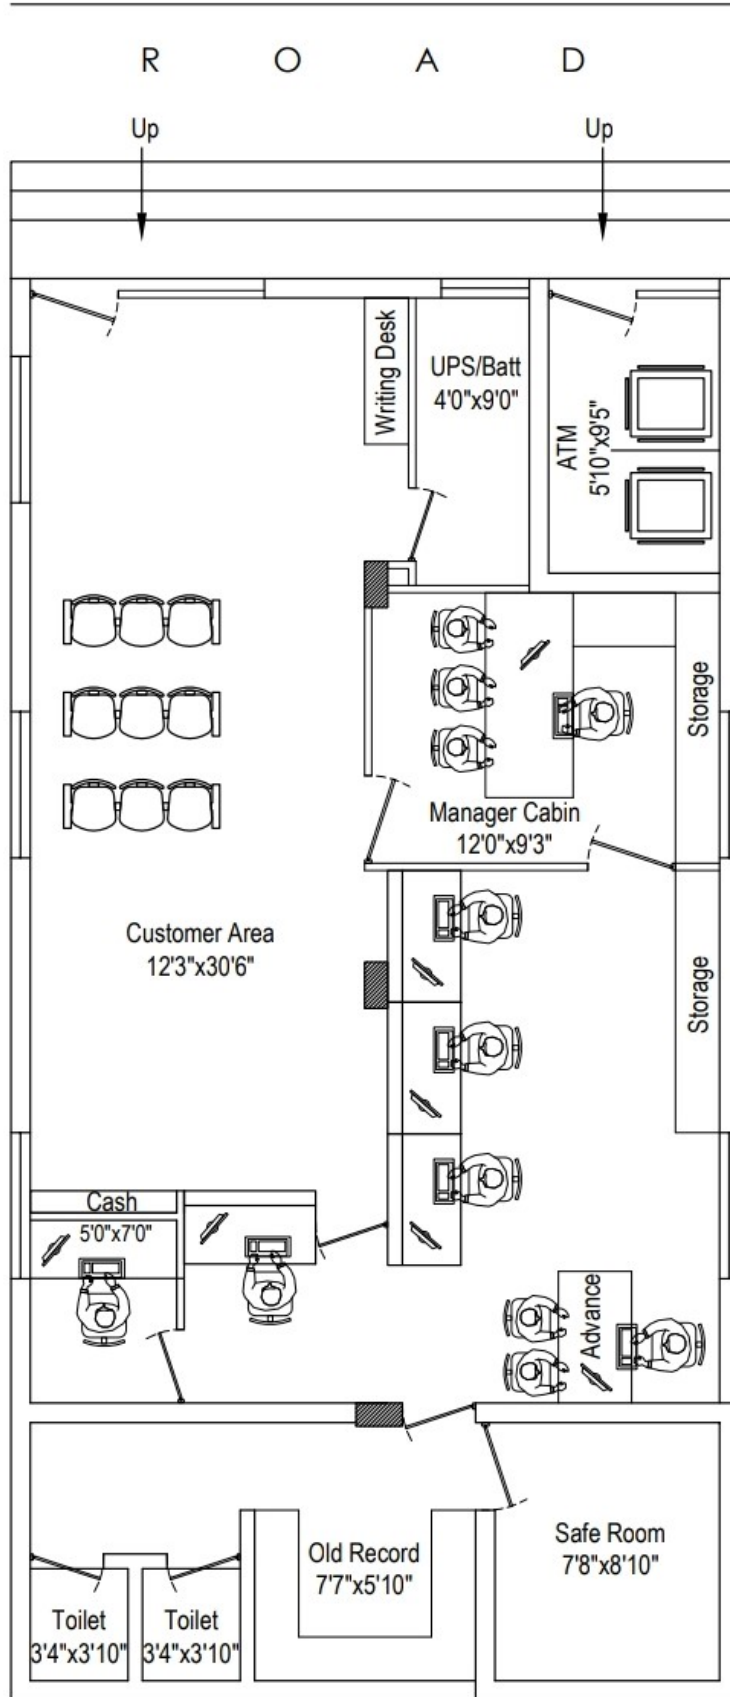 R O A D
Up
Up
Writing Desk
UPS/Batt
4'0"x9'0"
ATM
5'10"x9'5"
Storage
Manager Cabin
12'0"x9'3"
Customer Area
12'3"x30'6"
Storage
Cash
5'0"x7'0"
Advance
Old Record
7'7"x5'10"
Safe Room
7'8"x8'10"
Toilet
3'4"x3'10"
Toilet
3'4"x3'10"